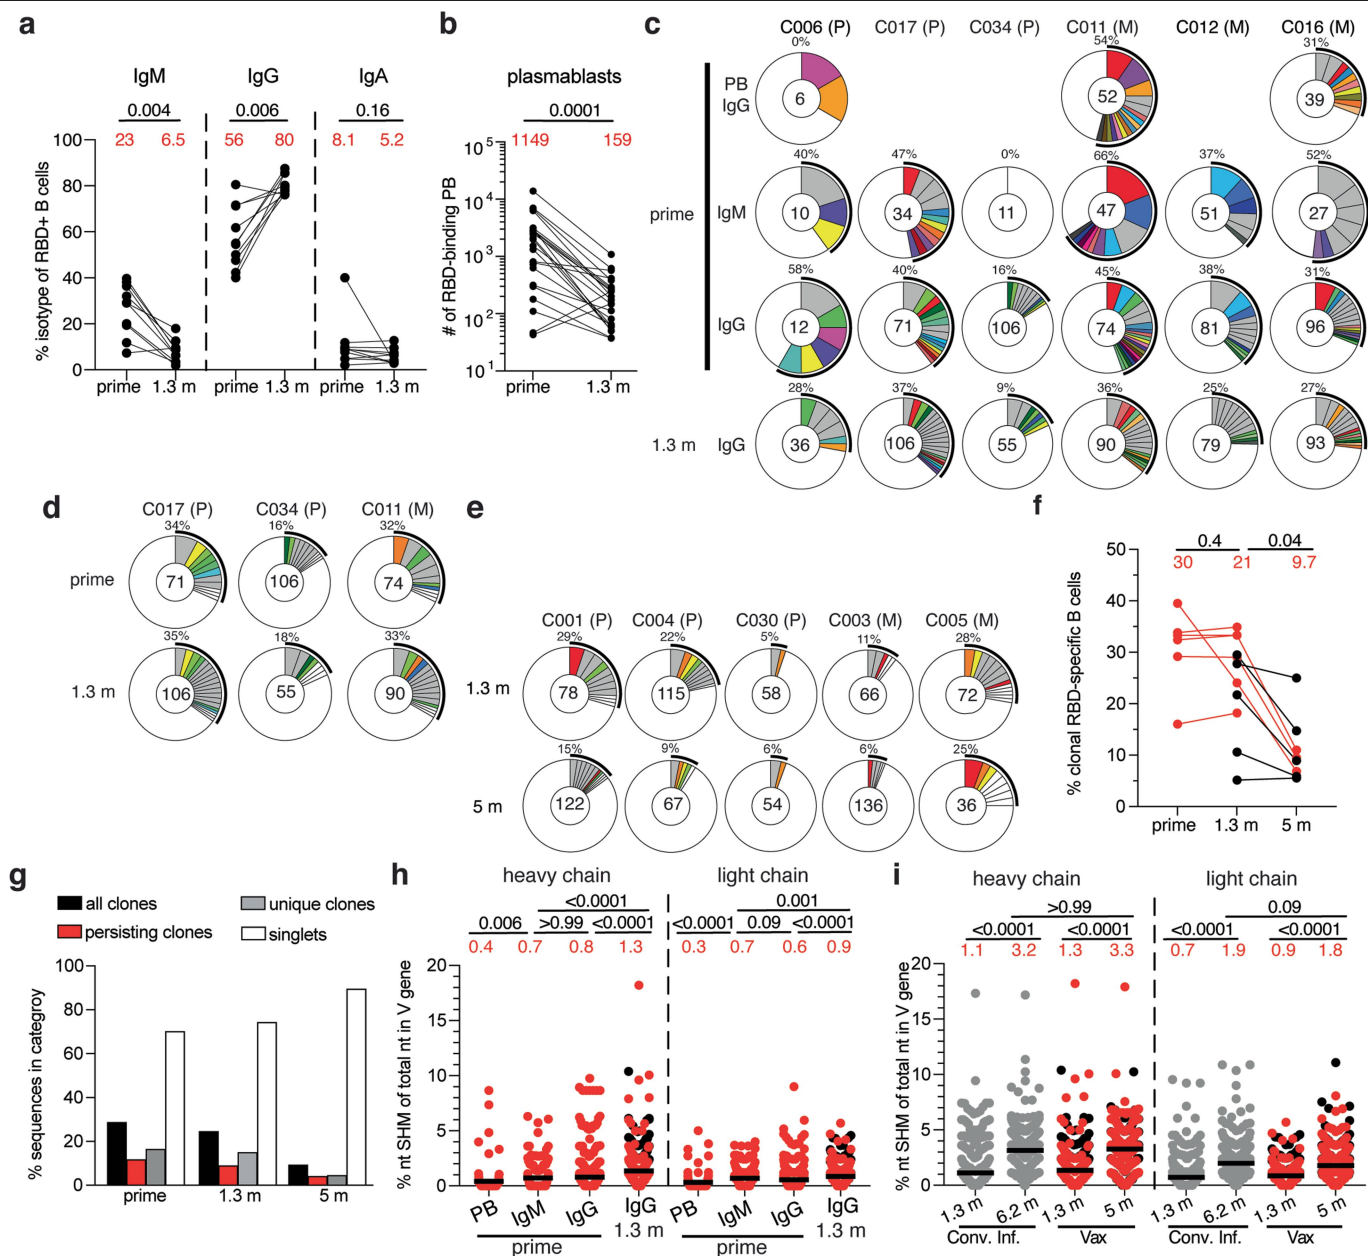 a
IgM IgG IgA
0.004 0.006 0.16
23 6.5 56 80 8.1 5.2
% isotype of RBD+ B cells
100
80
60
40
20
0
prime 1.3 m prime 1.3 m prime 1.3 m
b
plasmablasts
0.0001
1149 159
# of RBD-binding PB
10^5
10^4
10^3
10^2
10^1
prime 1.3 m
c
C006 (P) C017 (P) C034 (P) C011 (M) C012 (M) C016 (M)
0% 54% 31%
PB
IgG
6 52 39
40% 47% 0% 66% 37% 52%
prime
IgM
10 34 11 47 51 27
58% 40% 16% 45% 38% 31%
IgG
12 71 106 74 81 96
28% 37% 9% 36% 25% 27%
1.3 m IgG
36 106 55 90 79 93
d
C017 (P) C034 (P) C011 (M)
34% 16% 32%
prime
71 106 74
35% 18% 33%
1.3 m
106 55 90
e
C001 (P) C004 (P) C030 (P) C003 (M) C005 (M)
29% 22% 5% 11% 28%
1.3 m
78 115 58 66 72
15% 9% 6% 6% 25%
5 m
122 67 54 136 36
f
0.4 0.04
30 21 9.7
% clonal RBD-specific B cells
50
40
30
20
10
0
prime 1.3 m 5 m
g
all clones unique clones
persisting clones singlets
% sequences in categroy
100
80
60
40
20
0
prime 1.3 m 5 m
h
heavy chain light chain
<0.0001 0.001
0.006 >0.99 <0.0001 <0.0001 0.09 <0.0001
0.4 0.7 0.8 1.3 0.3 0.7 0.6 0.9
% nt SHM of total nt in V gene
20
15
10
5
0
PB IgM IgG IgG PB IgM IgG IgG
1.3 m 1.3 m
prime prime
i
heavy chain light chain
>0.99 0.09
<0.0001 <0.0001 <0.0001 <0.0001
1.1 3.2 1.3 3.3 0.7 1.9 0.9 1.8
% nt SHM of total nt in V gene
20
15
10
5
0
1.3 m 6.2 m 1.3 m 5 m 1.3 m 6.2 m 1.3 m 5 m
Conv. Inf. Vax Conv. Inf. Vax